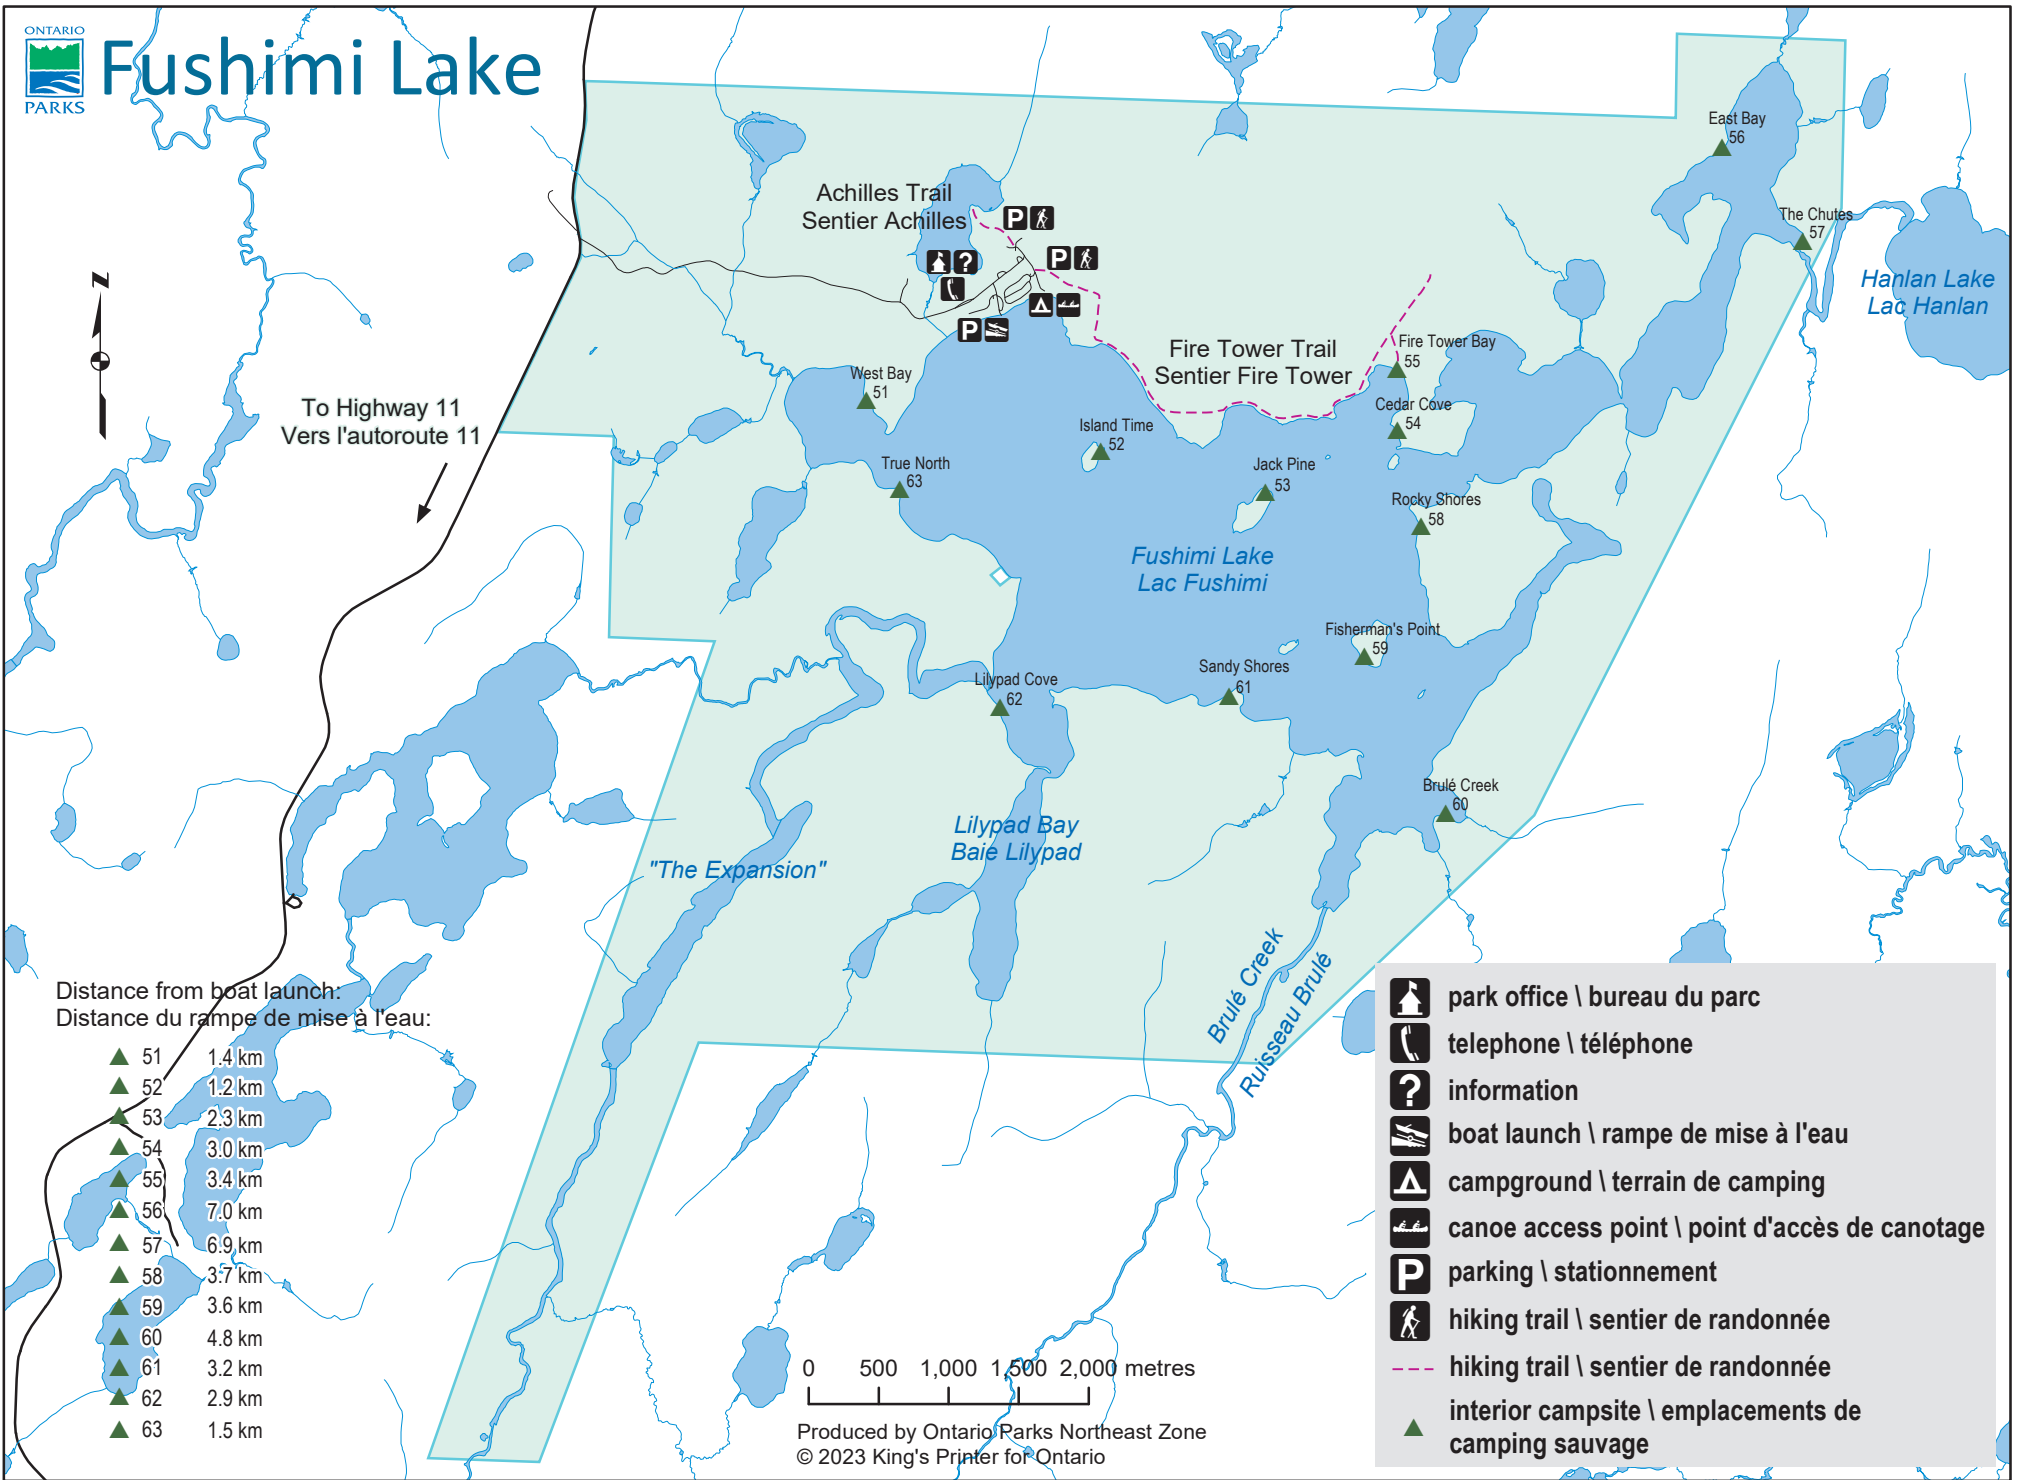 ONTARIO
PARKS
Fushimi Lake
East Bay
56
Achilles Trail
Sentier Achilles
P
P
The Chutes
57
?
Hanlan Lake
Lac Hanlan
N
P
Fire Tower Trail
Sentier Fire Tower
Fire Tower Bay
55
West Bay
51
To Highway 11
Vers l'autoroute 11
Cedar Cove
54
Island Time
52
True North
63
Jack Pine
53
Rocky Shores
58
Fushimi Lake
Lac Fushimi
Fisherman's Point
59
Sandy Shores
61
Lilypad Cove
62
Brulé Creek
60
Lilypad Bay
Baie Lilypad
"The Expansion"
Brulé Creek
Ruisseau Brulé
Distance from boat launch:
Distance du rampe de mise à l'eau:
51 1.4 km
52 1.2 km
53 2.3 km
54 3.0 km
55 3.4 km
56 7.0 km
57 6.9 km
58 3.7 km
59 3.6 km
60 4.8 km
61 3.2 km
62 2.9 km
63 1.5 km
0 500 1,000 1,500 2,000 metres
Produced by Ontario Parks Northeast Zone
© 2023 King's Printer for Ontario
park office \ bureau du parc
telephone \ téléphone
? information
boat launch \ rampe de mise à l'eau
campground \ terrain de camping
canoe access point \ point d'accès de canotage
P parking \ stationnement
hiking trail \ sentier de randonnée
hiking trail \ sentier de randonnée
interior campsite \ emplacements de
camping sauvage